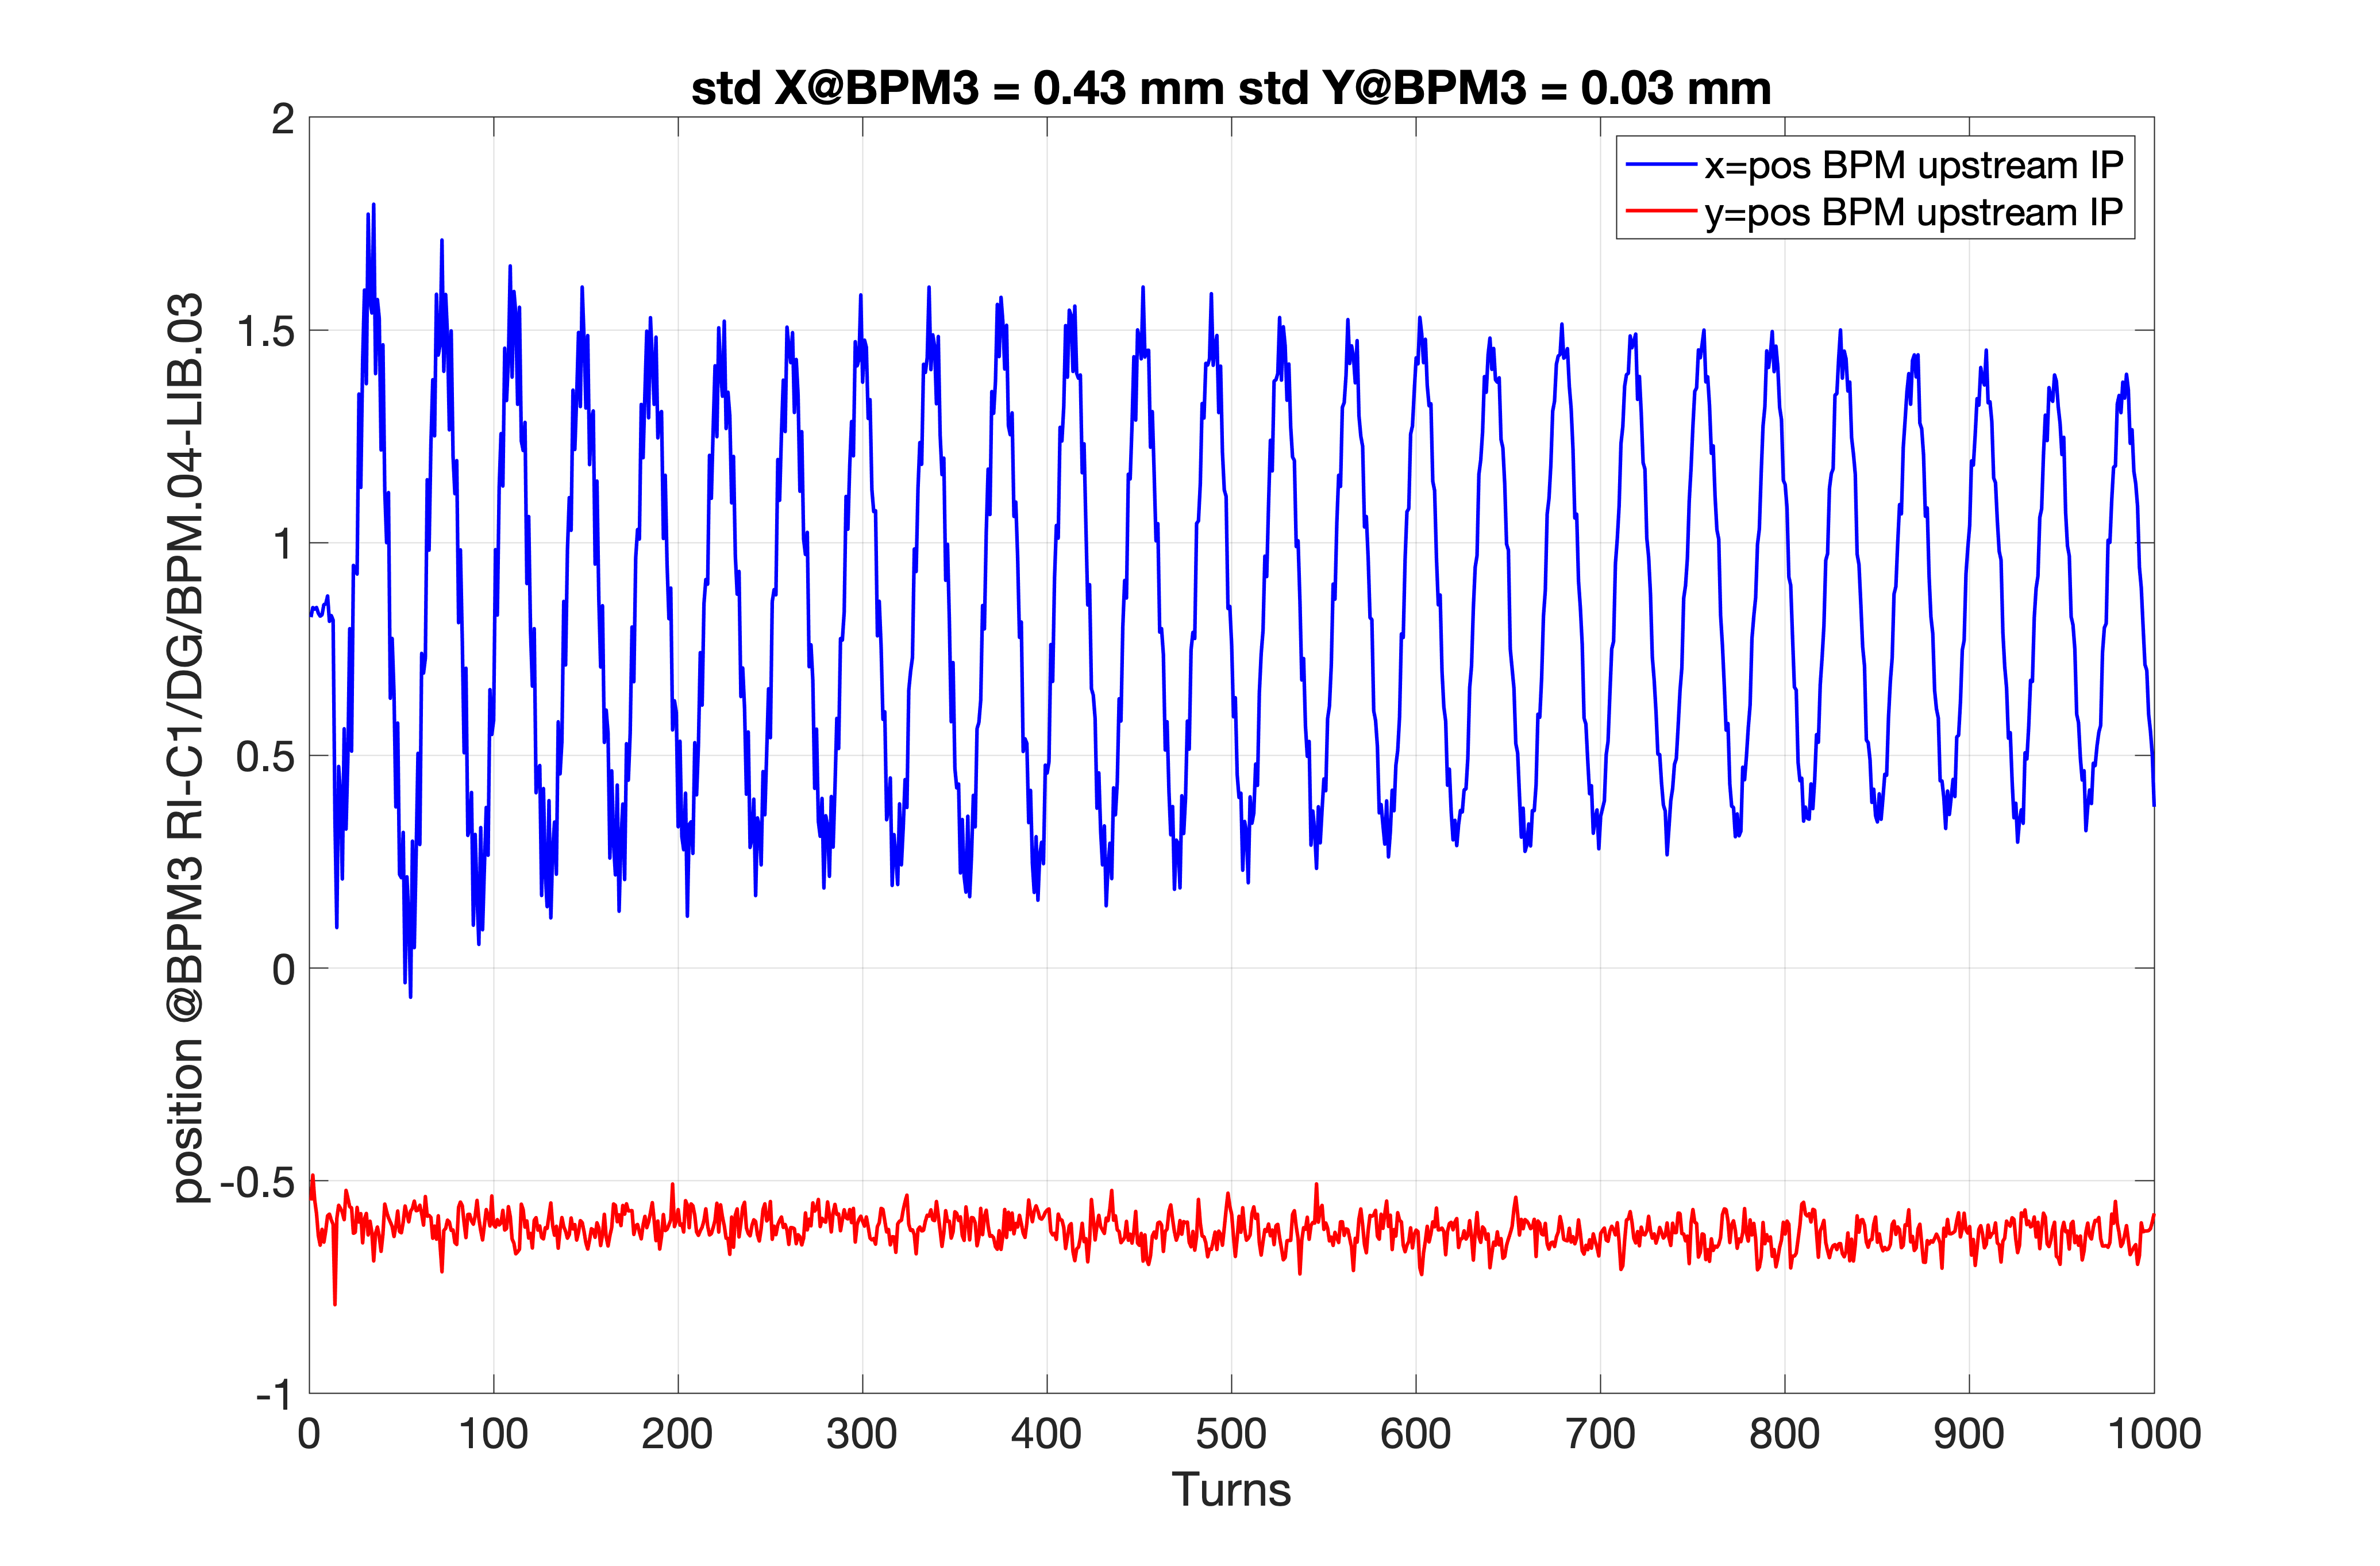 std X@BPM3 = 0.43 mm std Y@BPM3 = 0.03 mm
x=pos BPM upstream IP
y=pos BPM upstream IP
position @BPM3 RI-C1/DG/BPM.04-LIB.03
2
1.5
1
0.5
0
-0.5
-1
0 100 200 300 400 500 600 700 800 900 1000
Turns